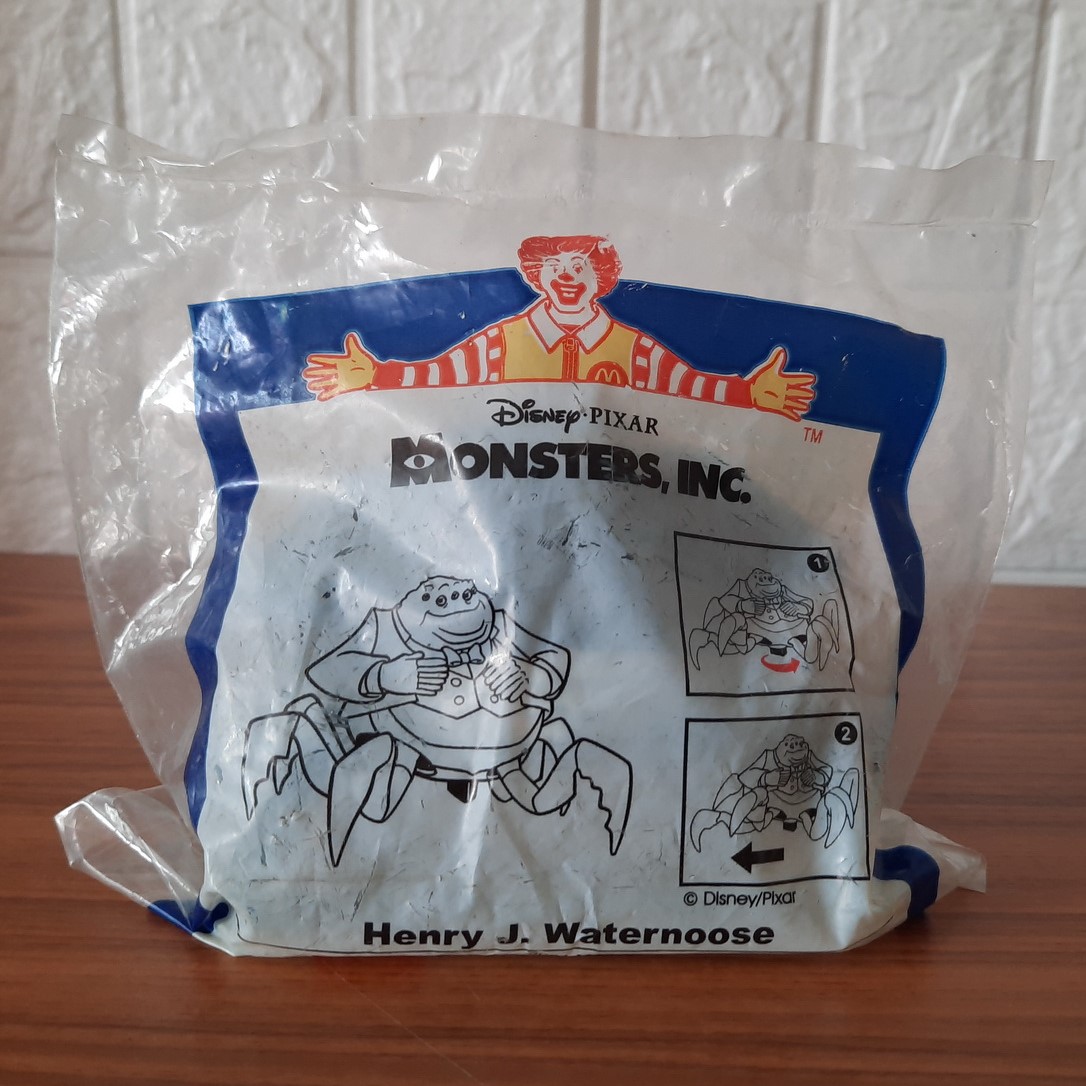 Disney·PIXAR
MONSTERS, INC.
TM
1
2
© Disney/Pixar
Henry J. Waternoose